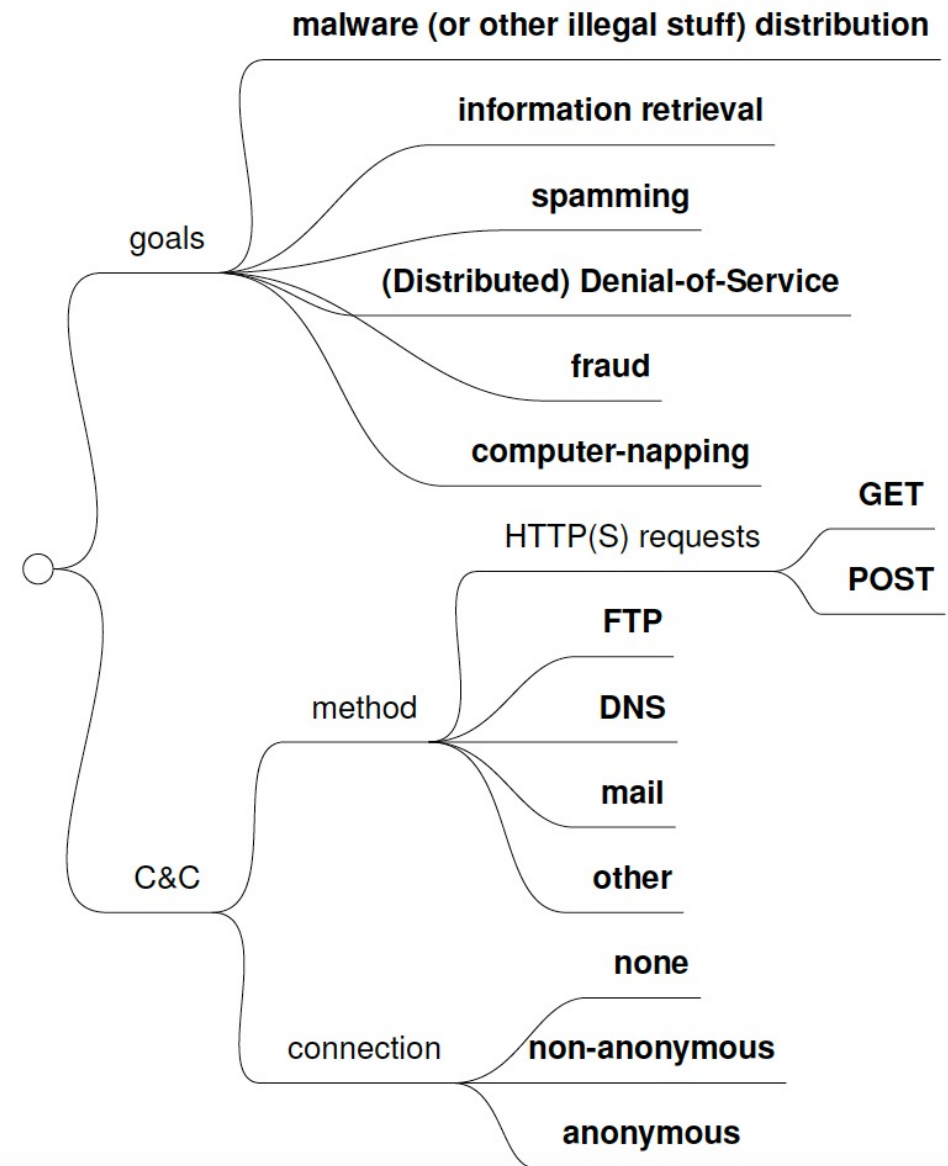 malware (or other illegal stuff) distribution
information retrieval
spamming
goals
(Distributed) Denial-of-Service
fraud
computer-napping
GET
HTTP(S) requests
POST
FTP
method
DNS
mail
C&C
other
none
connection
non-anonymous
anonymous